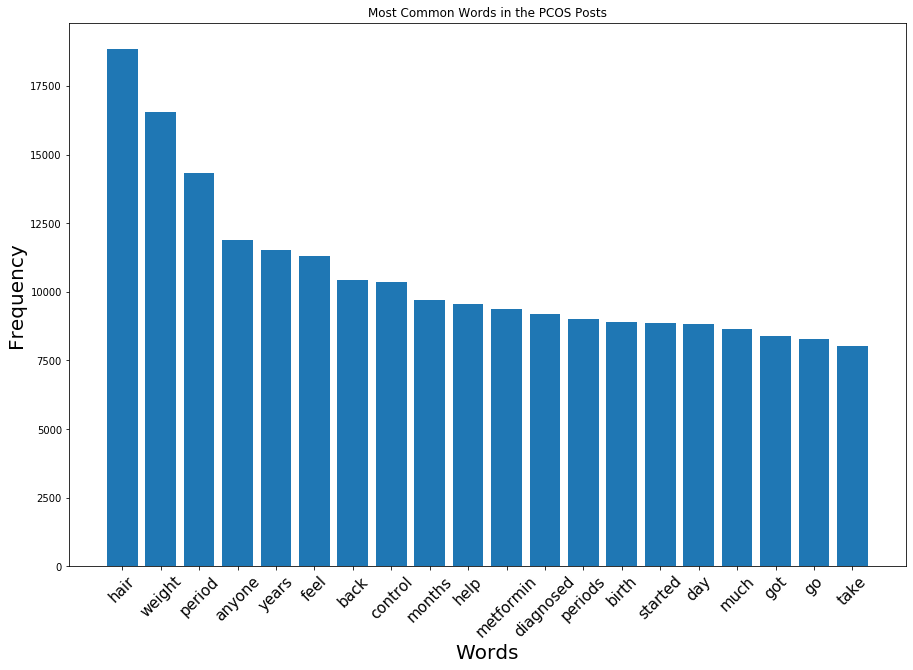 Most Common Words in the PCOS Posts
Frequency
17500
15000
12500
10000
7500
5000
2500
0
hair
weight
period
anyone
years
feel
back
control
months
help
metformin
diagnosed
periods
birth
started
day
much
got
go
take
Words